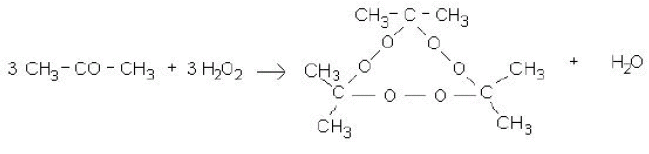 CH₃-C-CH₃
O O
O O
3 CH₃-CO-CH₃ + 3 H₂O₂ → CH₃ CH₃ + H₂O
C — O — O — C
CH₃ CH₃